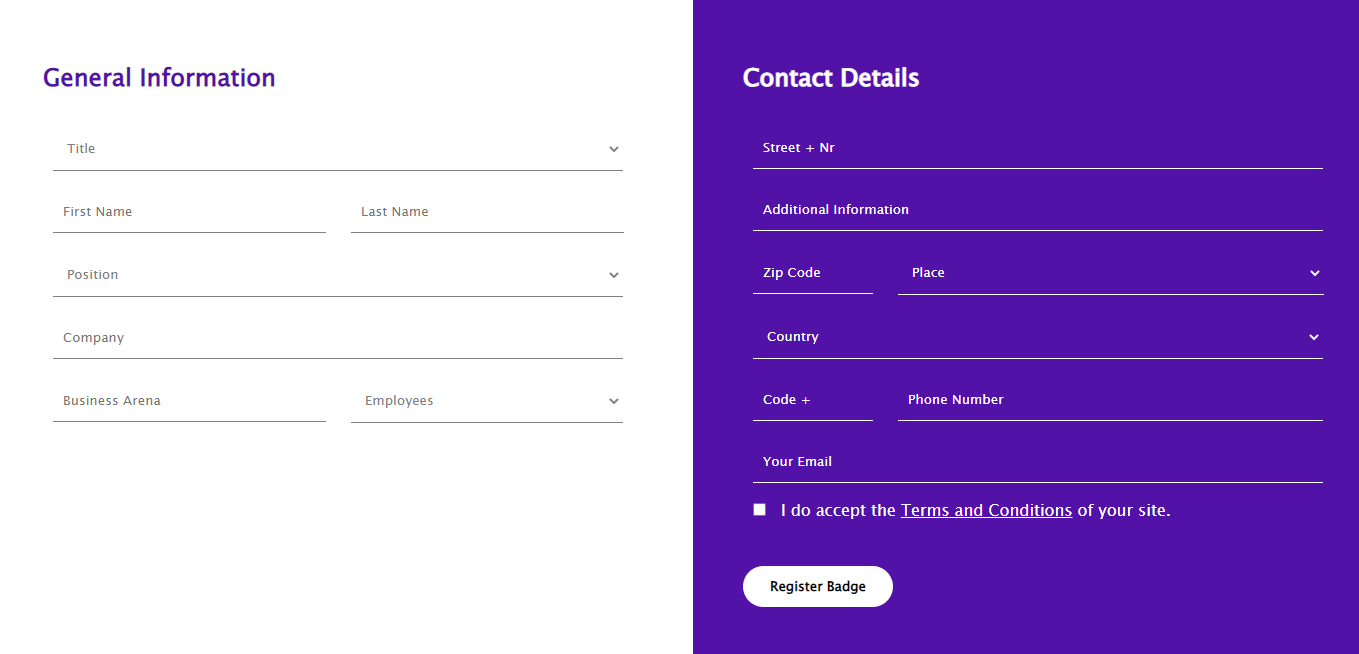 General Information
Title
First Name
Last Name
Position
Company
Business Arena
Employees
Contact Details
Street + Nr
Additional Information
Zip Code
Place
Country
Code +
Phone Number
Your Email
I do accept the Terms and Conditions of your site.
Register Badge